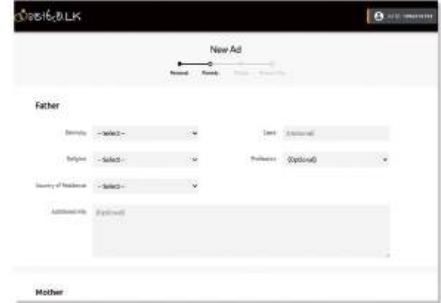 New Ad
Personal Parents
Father
Ethnicity -- Select -- Caste (Optional)
Religion -- Select -- Profession (Optional)
Country of Residence -- Select --
Additional Info (Optional)
Mother